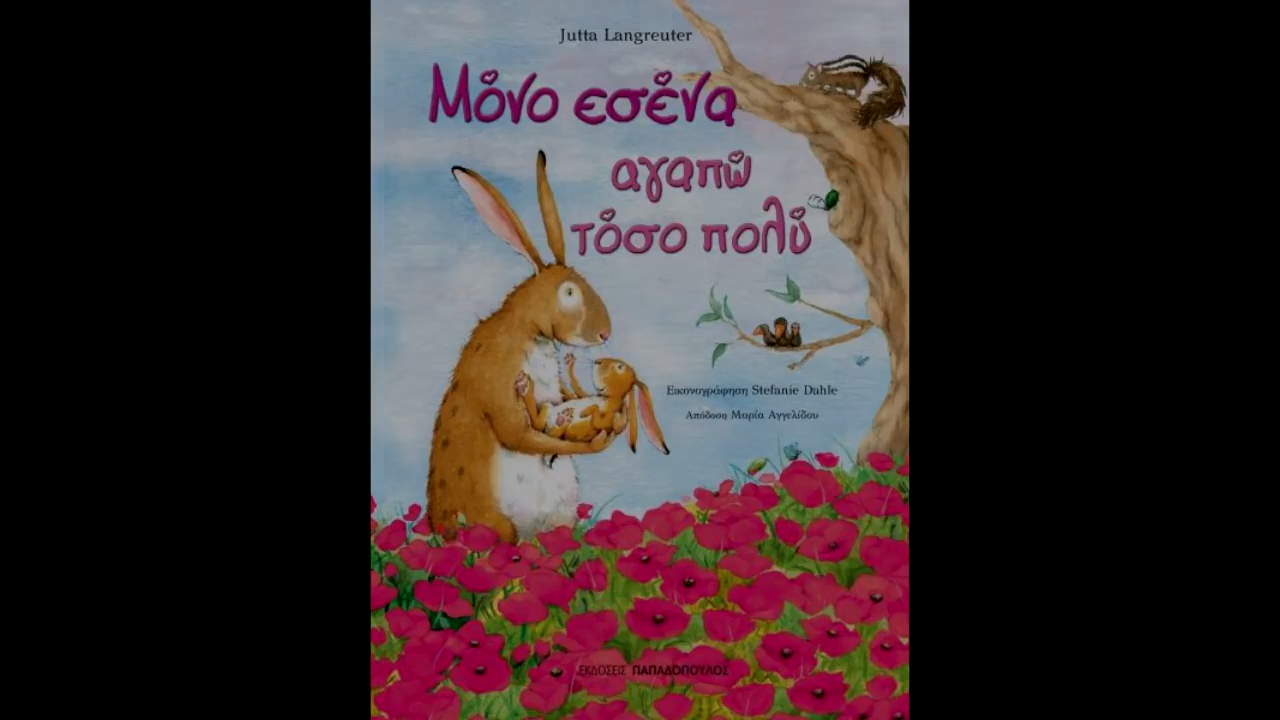 Jutta Langreuter
Μόνο εσένα
αγαπώ
τόσο πολύ
Εικονογράφηση Stefanie Dahle
Απόδοση Μαρία Αγγελίδου
ΕΚΔΟΣΕΙΣ ΠΑΠΑΔΟΠΟΥΛΟΣ